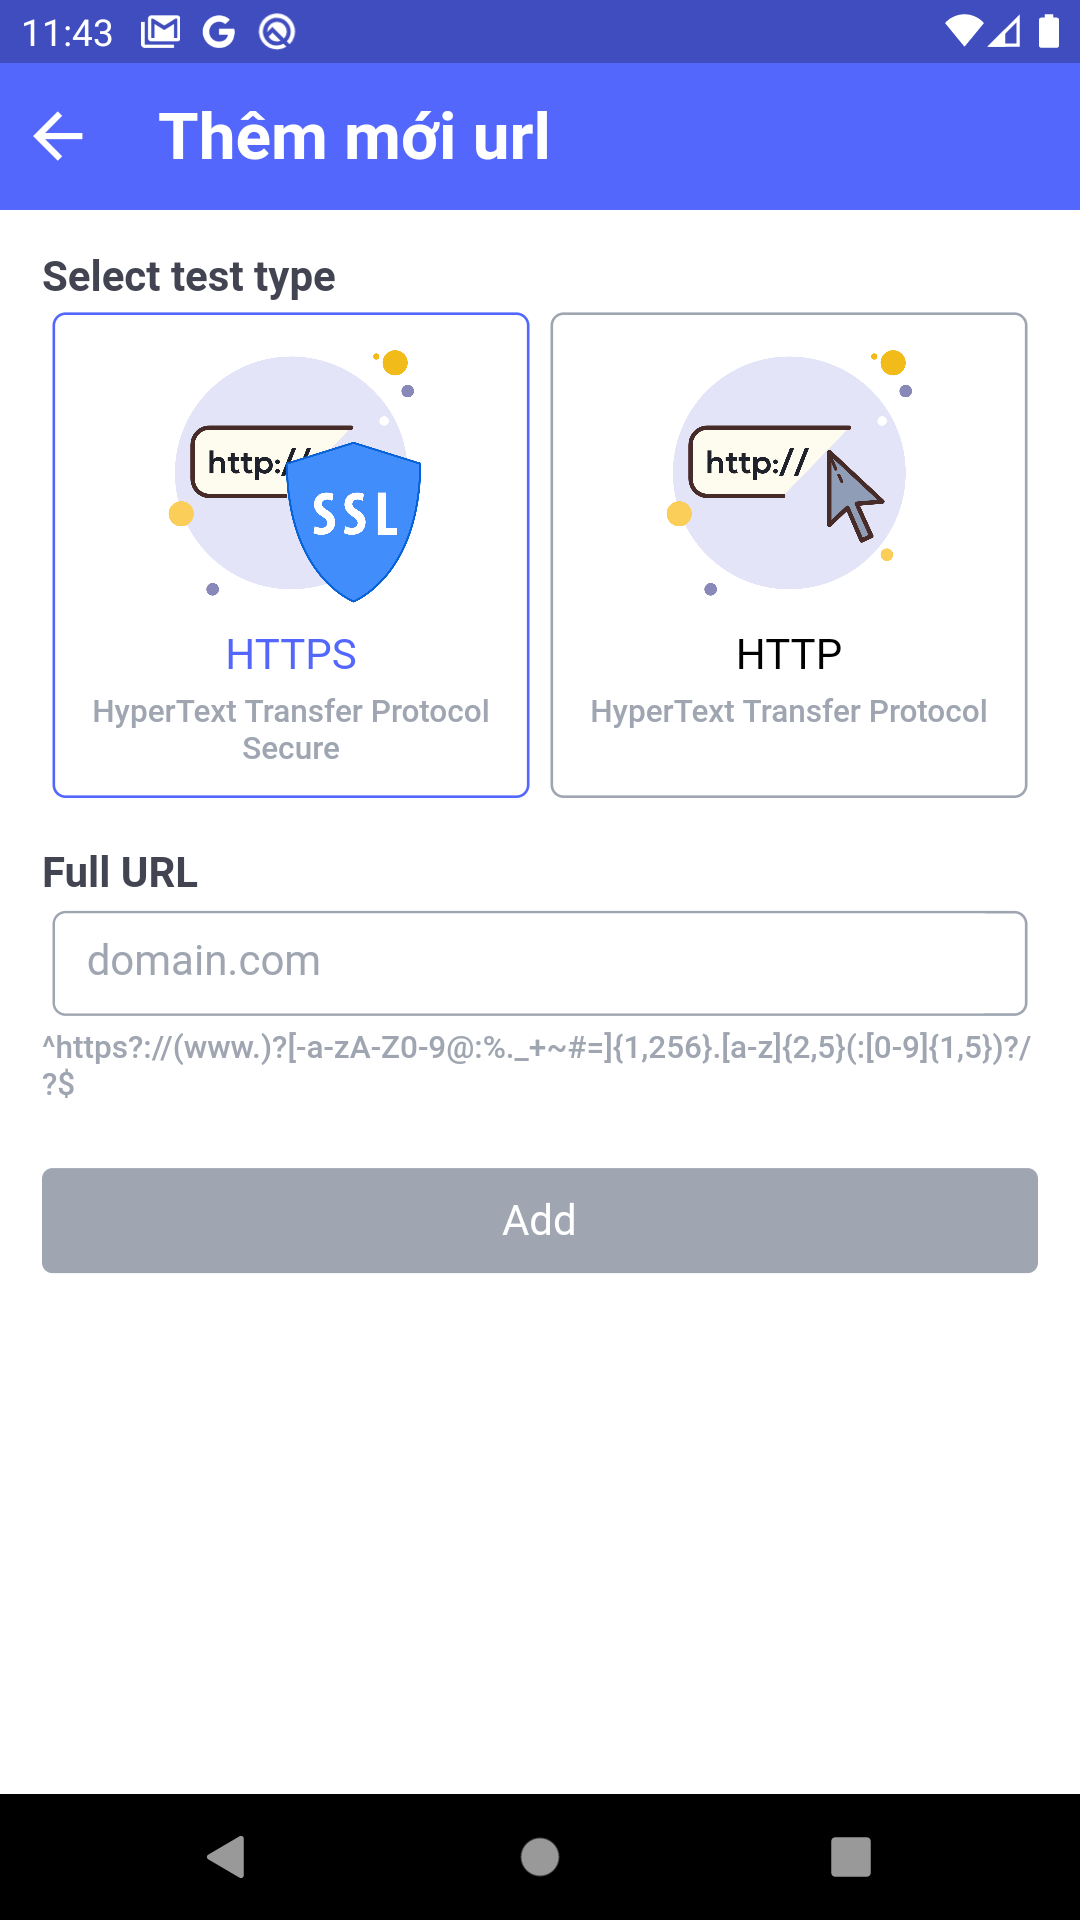 11:43
Thêm mới url
Select test type
http://
SSL
http://
HTTPS
HyperText Transfer Protocol
Secure
HTTP
HyperText Transfer Protocol
Full URL
domain.com
^https?://(www.)?[-a-zA-Z0-9@:%._+~#=]{1,256}.[a-z]{2,5}(:[0-9]{1,5})?/
?$
Add